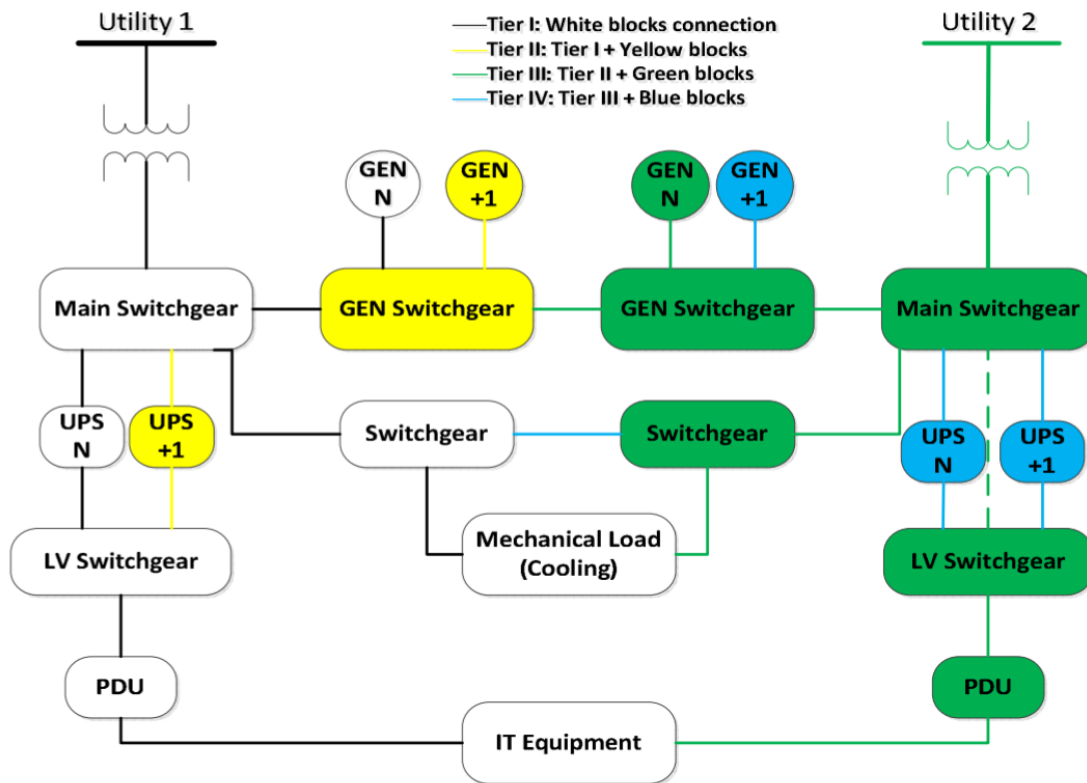 Utility 1
Tier I: White blocks connection
Tier II: Tier I + Yellow blocks
Tier III: Tier II + Green blocks
Tier IV: Tier III + Blue blocks
Utility 2
GEN
N
GEN
+1
GEN
N
GEN
+1
Main Switchgear
GEN Switchgear
GEN Switchgear
Main Switchgear
UPS
N
UPS
+1
Switchgear
Switchgear
UPS
N
UPS
+1
LV Switchgear
Mechanical Load
(Cooling)
LV Switchgear
PDU
PDU
IT Equipment